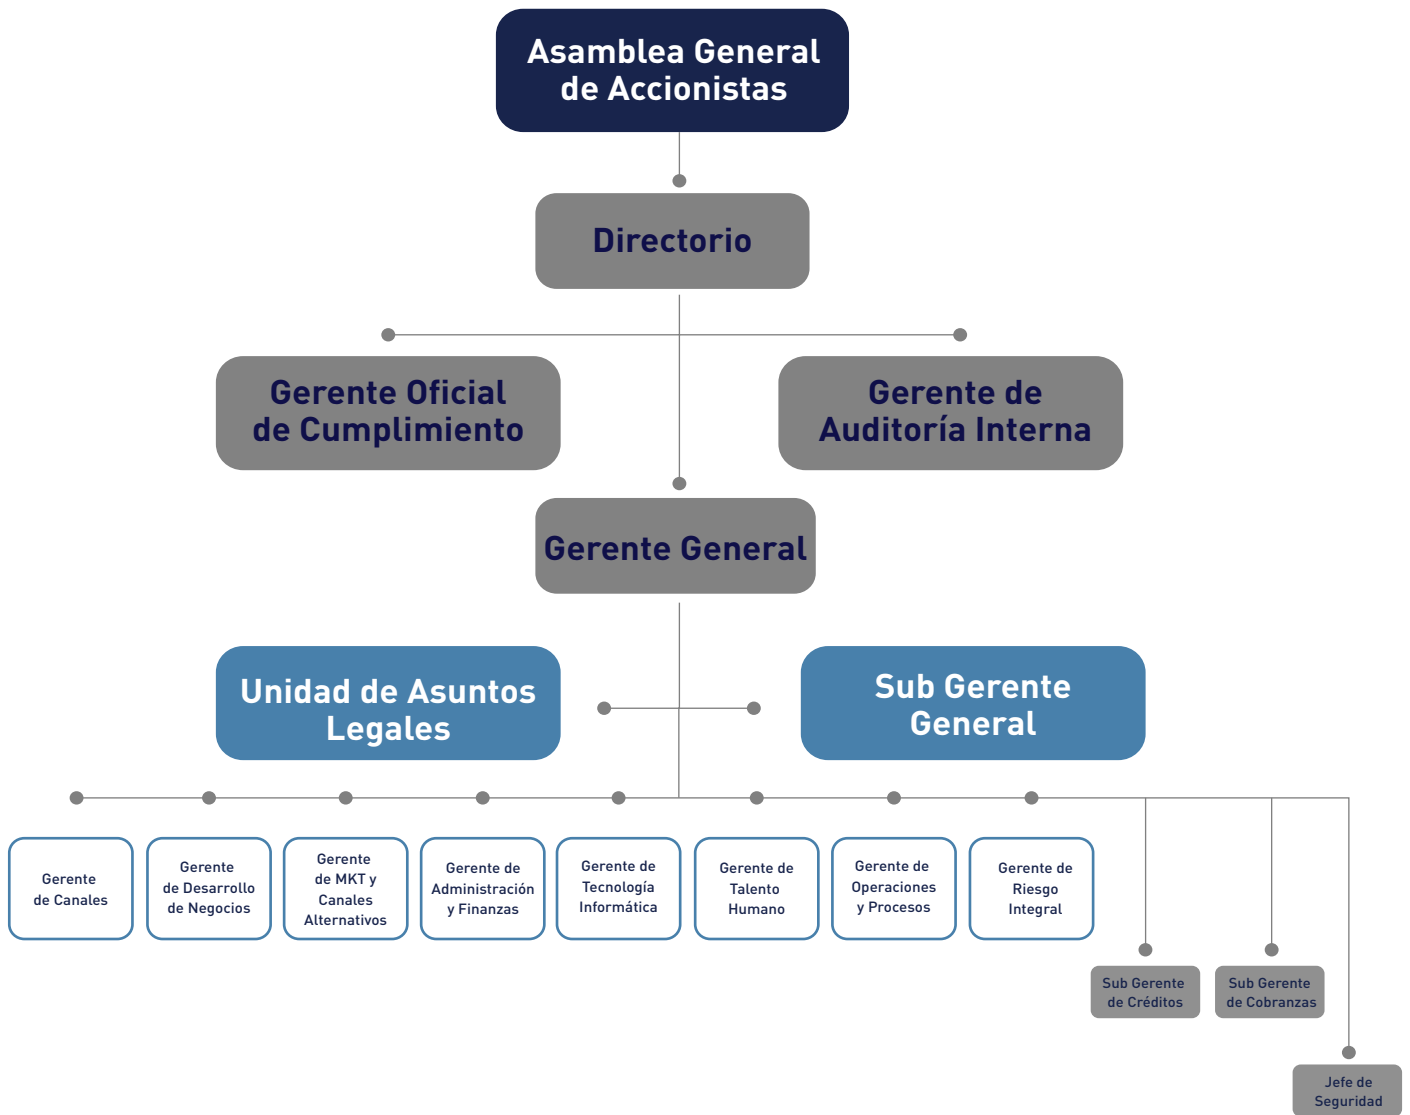 Asamblea General
de Accionistas
Directorio
Gerente Oficial
de Cumplimiento
Gerente de
Auditoría Interna
Gerente General
Unidad de Asuntos
Legales
Sub Gerente
General
Gerente
de Canales
Gerente
de Desarrollo
de Negocios
Gerente
de MKT y
Canales
Alternativos
Gerente de
Administración
y Finanzas
Gerente de
Tecnología
Informática
Gerente de
Talento
Humano
Gerente de
Operaciones
y Procesos
Gerente de
Riesgo
Integral
Sub Gerente
de Créditos
Sub Gerente
de Cobranzas
Jefe de
Seguridad